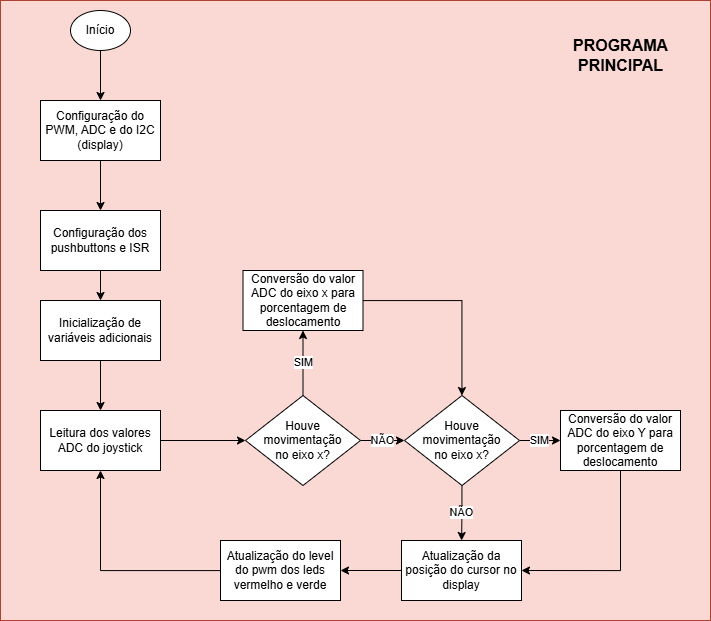 Início
PROGRAMA
PRINCIPAL
Configuração do
PWM, ADC e do I2C
(display)
Configuração dos
pushbuttons e ISR
Inicialização de
variáveis adicionais
Leitura dos valores
ADC do joystick
Houve
movimentação
no eixo x?
SIM
Conversão do valor
ADC do eixo x para
porcentagem de
deslocamento
NÃO
Houve
movimentação
no eixo x?
SIM
Conversão do valor
ADC do eixo Y para
porcentagem de
deslocamento
NÃO
Atualização da
posição do cursor no
display
Atualização do level
do pwm dos leds
vermelho e verde